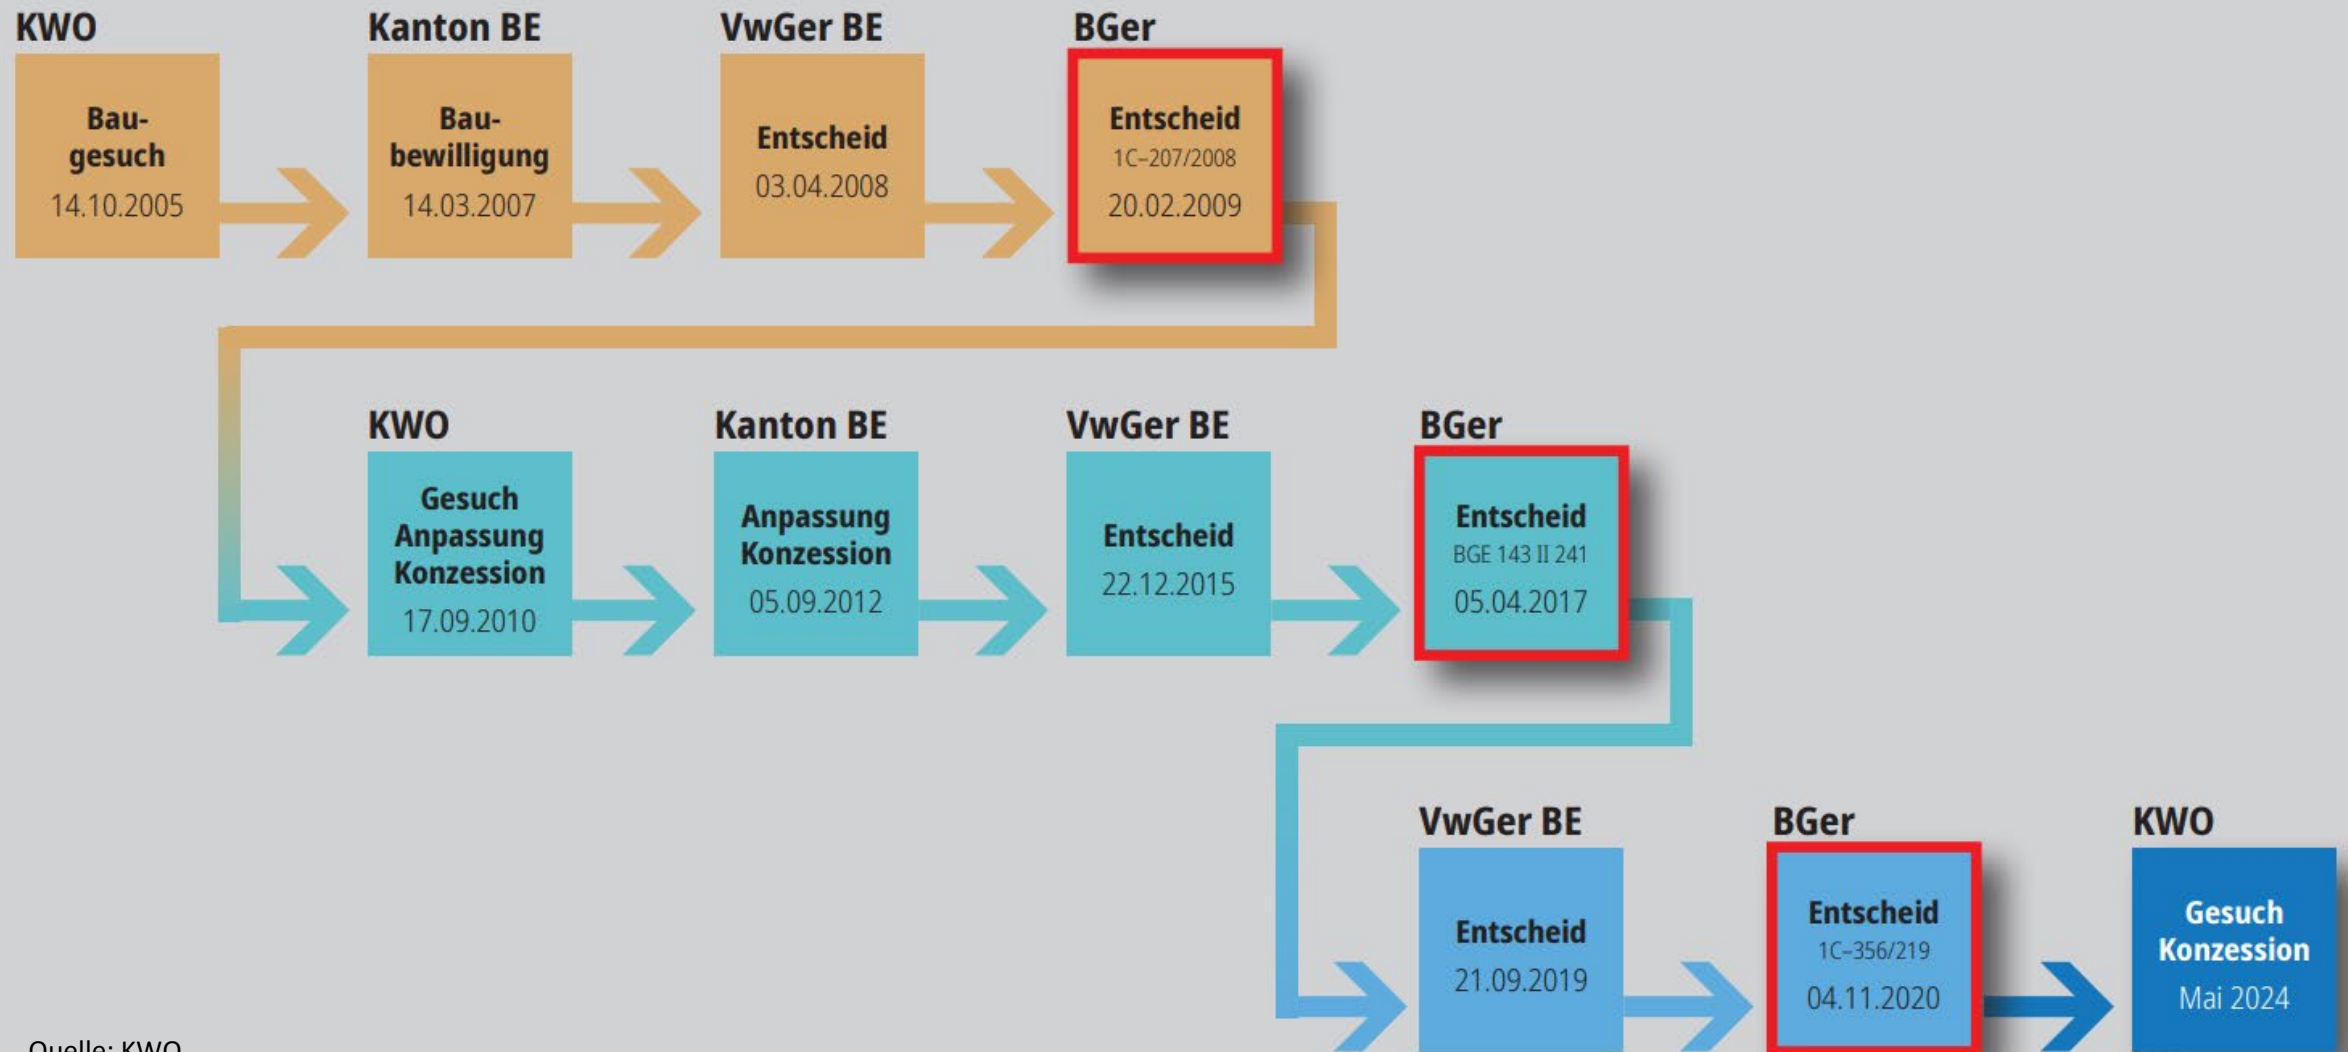 KWO
Kanton BE
VwGer BE
BGer
Bau-
gesuch
14.10.2005
Bau-
bewilligung
14.03.2007
Entscheid
03.04.2008
Entscheid
1C–207/2008
20.02.2009
KWO
Kanton BE
VwGer BE
BGer
Gesuch
Anpassung
Konzession
17.09.2010
Anpassung
Konzession
05.09.2012
Entscheid
22.12.2015
Entscheid
BGE 143 II 241
05.04.2017
VwGer BE
BGer
KWO
Entscheid
21.09.2019
Entscheid
1C–356/219
04.11.2020
Gesuch
Konzession
Mai 2024
Quelle: KWO